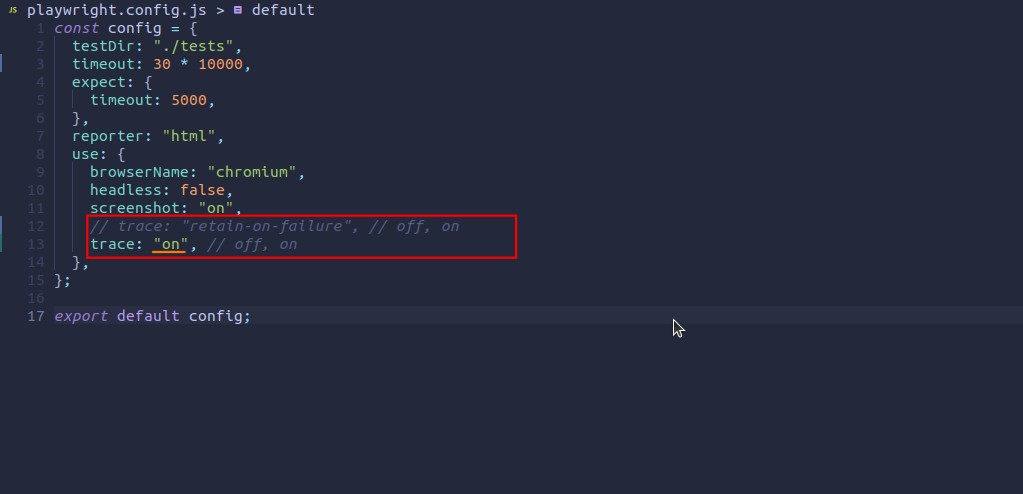 JS playwright.config.js > default
1 const config = {
2 testDir: "./tests",
3 timeout: 30 * 10000,
4 expect: {
5 timeout: 5000,
6 },
7 reporter: "html",
8 use: {
9 browserName: "chromium",
10 headless: false,
11 screenshot: "on",
12 // trace: "retain-on-failure", // off, on
13 trace: "on", // off, on
14 },
15 };
16
17 export default config;